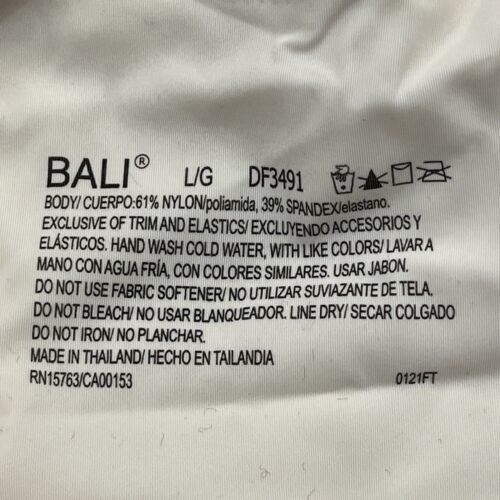 BALI® L/G DF3491
BODY/ CUERPO:61% NYLON/poliamida, 39% SPANDEX/elastano.
EXCLUSIVE OF TRIM AND ELASTICS/ EXCLUYENDO ACCESORIOS Y
ELÁSTICOS. HAND WASH COLD WATER, WITH LIKE COLORS/ LAVAR A
MANO CON AGUA FRÍA, CON COLORES SIMILARES. USAR JABON.
DO NOT USE FABRIC SOFTENER/ NO UTILIZAR SUVIAZANTE DE TELA.
DO NOT BLEACH/ NO USAR BLANQUEADOR. LINE DRY/ SECAR COLGADO
DO NOT IRON/ NO PLANCHAR.
MADE IN THAILAND/ HECHO EN TAILANDIA
RN15763/CA00153 0121FT